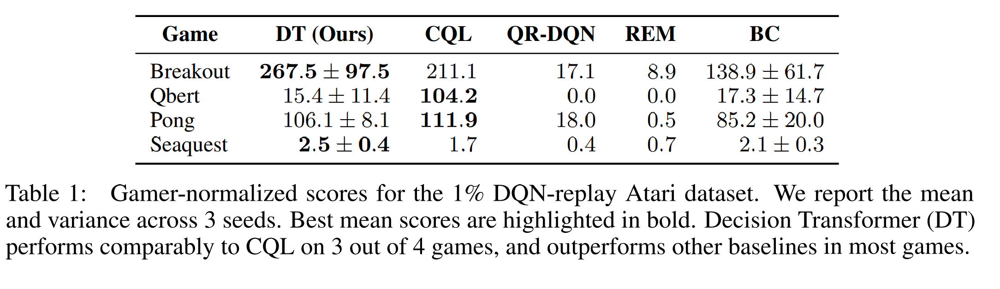 Game DT (Ours) CQL QR-DQN REM BC
Breakout 267.5 ± 97.5 211.1 17.1 8.9 138.9 ± 61.7
Qbert 15.4 ± 11.4 104.2 0.0 0.0 17.3 ± 14.7
Pong 106.1 ± 8.1 111.9 18.0 0.5 85.2 ± 20.0
Seaquest 2.5 ± 0.4 1.7 0.4 0.7 2.1 ± 0.3
Table 1: Gamer-normalized scores for the 1% DQN-replay Atari dataset. We report the mean
and variance across 3 seeds. Best mean scores are highlighted in bold. Decision Transformer (DT)
performs comparably to CQL on 3 out of 4 games, and outperforms other baselines in most games.